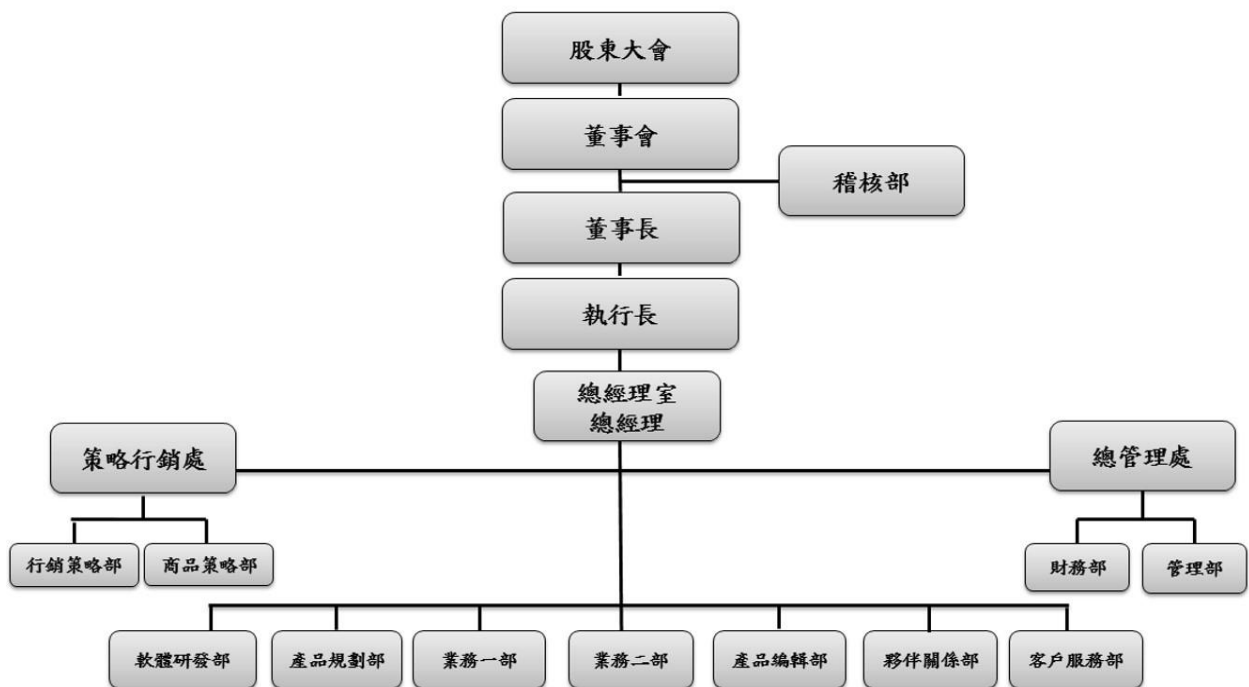 股東大會
董事會
稽核部
董事長
執行長
總經理室
總經理
策略行銷處
總管理處
行銷策略部
商品策略部
財務部
管理部
軟體研發部
產品規劃部
業務一部
業務二部
產品編輯部
夥伴關係部
客戶服務部